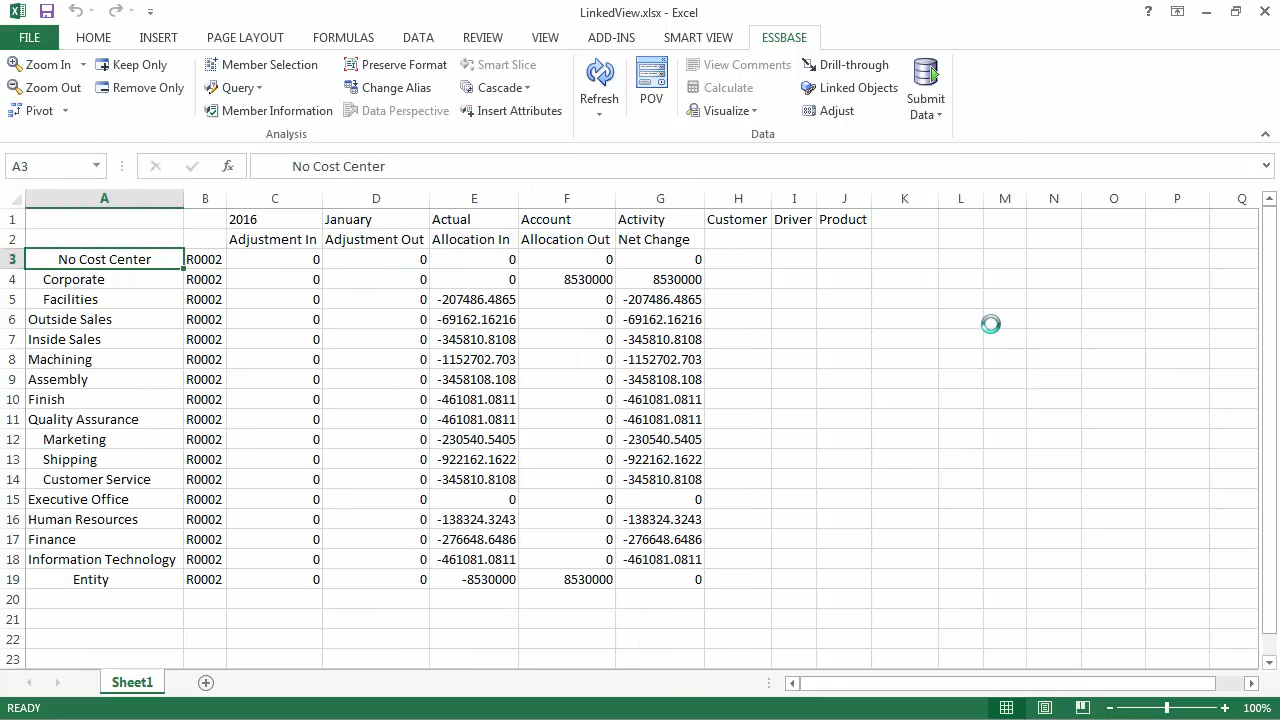 LinkedView.xlsx - Excel
FILE HOME INSERT PAGE LAYOUT FORMULAS DATA REVIEW VIEW ADD-INS SMART VIEW ESSBASE
Zoom In Keep Only Member Selection Preserve Format Smart Slice View Comments Drill-through
Zoom Out Remove Only Query Change Alias Cascade Refresh POV Calculate Linked Objects Submit Data
Pivot Member Information Data Perspective Insert Attributes Visualize Adjust
Analysis Data
A3 fx No Cost Center
A B C D E F G H I J K L M N O P Q
1 2016 January Actual Account Activity Customer Driver Product
2 Adjustment In Adjustment Out Allocation In Allocation Out Net Change
3 No Cost Center R0002 0 0 0 0 0
4 Corporate R0002 0 0 0 8530000 8530000
5 Facilities R0002 0 0 -207486.4865 0 -207486.4865
6 Outside Sales R0002 0 0 -69162.16216 0 -69162.16216
7 Inside Sales R0002 0 0 -345810.8108 0 -345810.8108
8 Machining R0002 0 0 -1152702.703 0 -1152702.703
9 Assembly R0002 0 0 -3458108.108 0 -3458108.108
10 Finish R0002 0 0 -461081.0811 0 -461081.0811
11 Quality Assurance R0002 0 0 -461081.0811 0 -461081.0811
12 Marketing R0002 0 0 -230540.5405 0 -230540.5405
13 Shipping R0002 0 0 -922162.1622 0 -922162.1622
14 Customer Service R0002 0 0 -345810.8108 0 -345810.8108
15 Executive Office R0002 0 0 0 0 0
16 Human Resources R0002 0 0 -138324.3243 0 -138324.3243
17 Finance R0002 0 0 -276648.6486 0 -276648.6486
18 Information Technology R0002 0 0 -461081.0811 0 -461081.0811
19 Entity R0002 0 0 -8530000 8530000 0
20
21
22
23
Sheet1
READY 100%